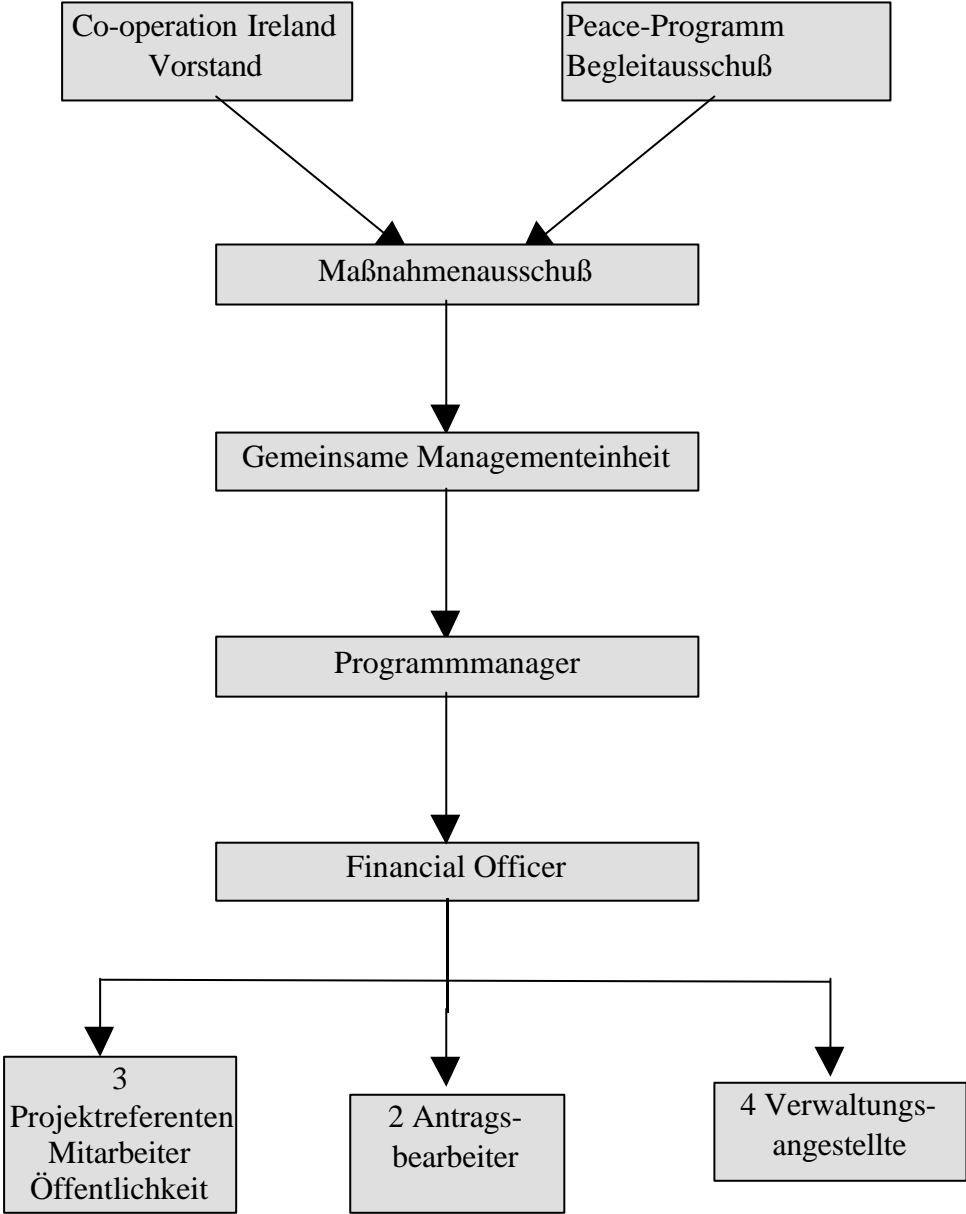 Co-operation Ireland
Vorstand
Peace-Programm
Begleitausschuß
Maßnahmenausschuß
Gemeinsame Managementeinheit
Programmmanager
Financial Officer
3
Projektreferenten
Mitarbeiter
Öffentlichkeit
2 Antrags-
bearbeiter
4 Verwaltungs-
angestellte